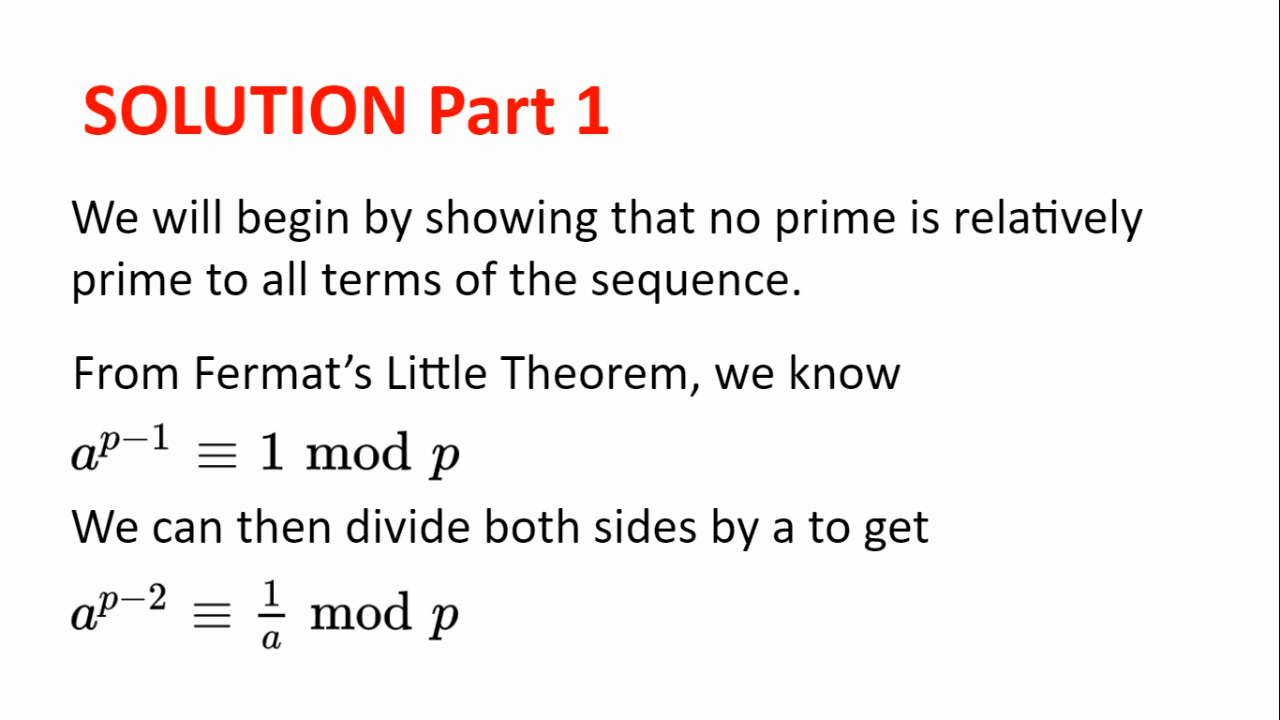 SOLUTION Part 1
We will begin by showing that no prime is relatively
prime to all terms of the sequence.
From Fermat’s Little Theorem, we know
a^{p−1} ≡ 1 mod p
We can then divide both sides by a to get
a^{p−2} ≡ \frac{1}{a} mod p